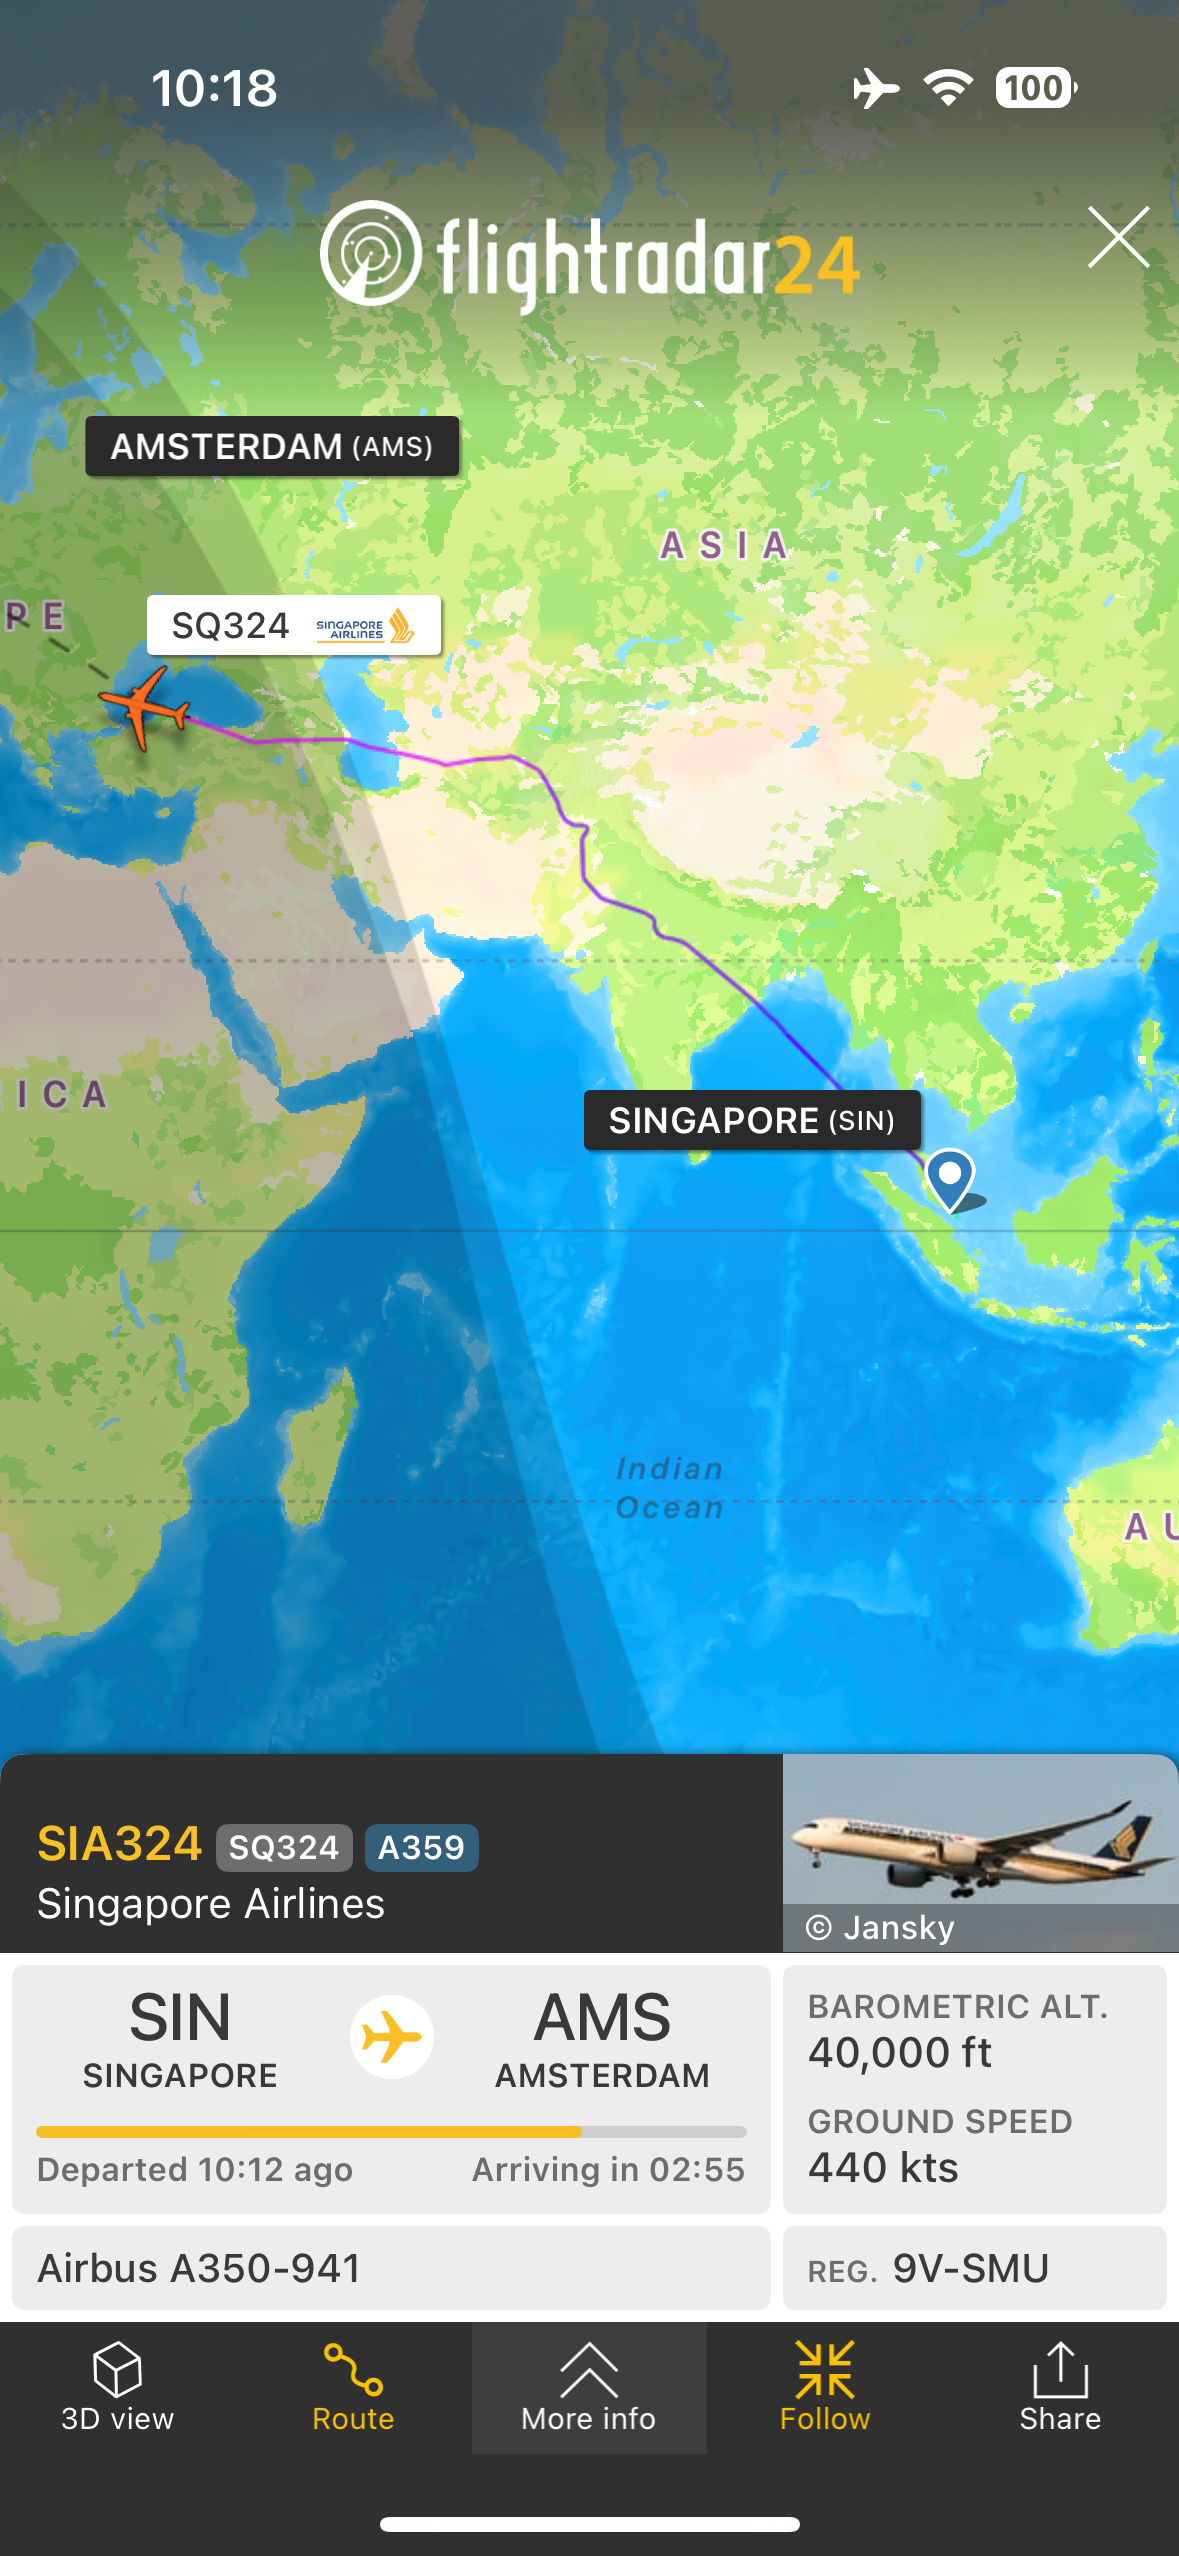 10:18
100
flightradar24
AMSTERDAM (AMS)
ASIA
PE
SQ324 SINGAPORE AIRLINES
ICA
SINGAPORE (SIN)
Indian
Ocean
AU
SIA324 SQ324 A359
Singapore Airlines
© Jansky
SIN AMS
SINGAPORE AMSTERDAM
Departed 10:12 ago Arriving in 02:55
BAROMETRIC ALT.
40,000 ft
GROUND SPEED
440 kts
Airbus A350-941
REG. 9V-SMU
3D view Route More info Follow Share